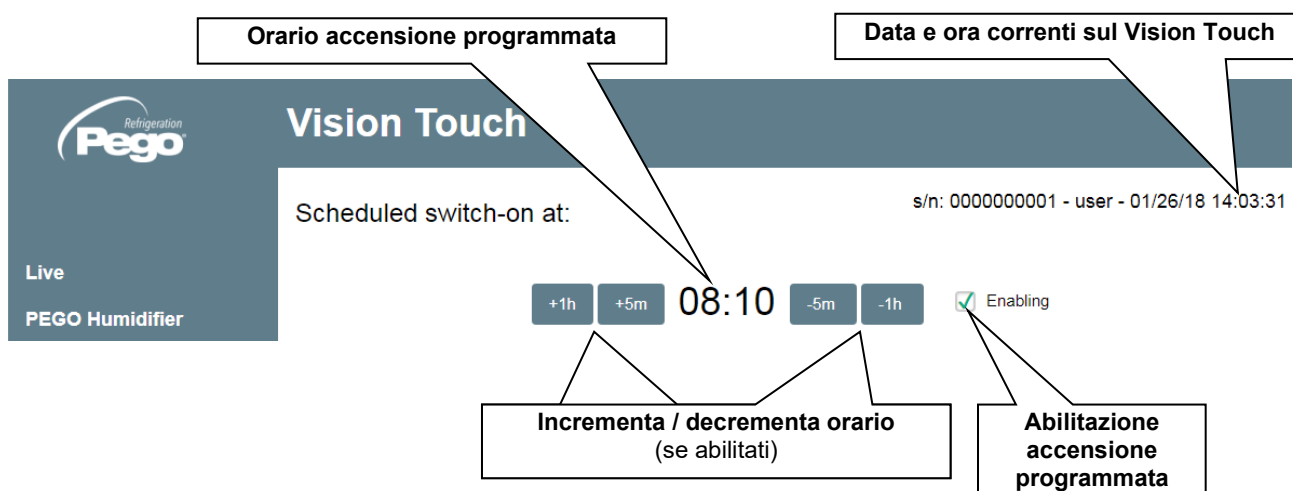 Orario accensione programmata
Data e ora correnti sul Vision Touch
Refrigeration
Pego
Vision Touch
s/n: 0000000001 - user - 01/26/18 14:03:31
Scheduled switch-on at:
Live
PEGO Humidifier
+1h +5m 08:10 -5m -1h Enabling
Incrementa / decrementa orario
(se abilitati)
Abilitazione
accensione
programmata